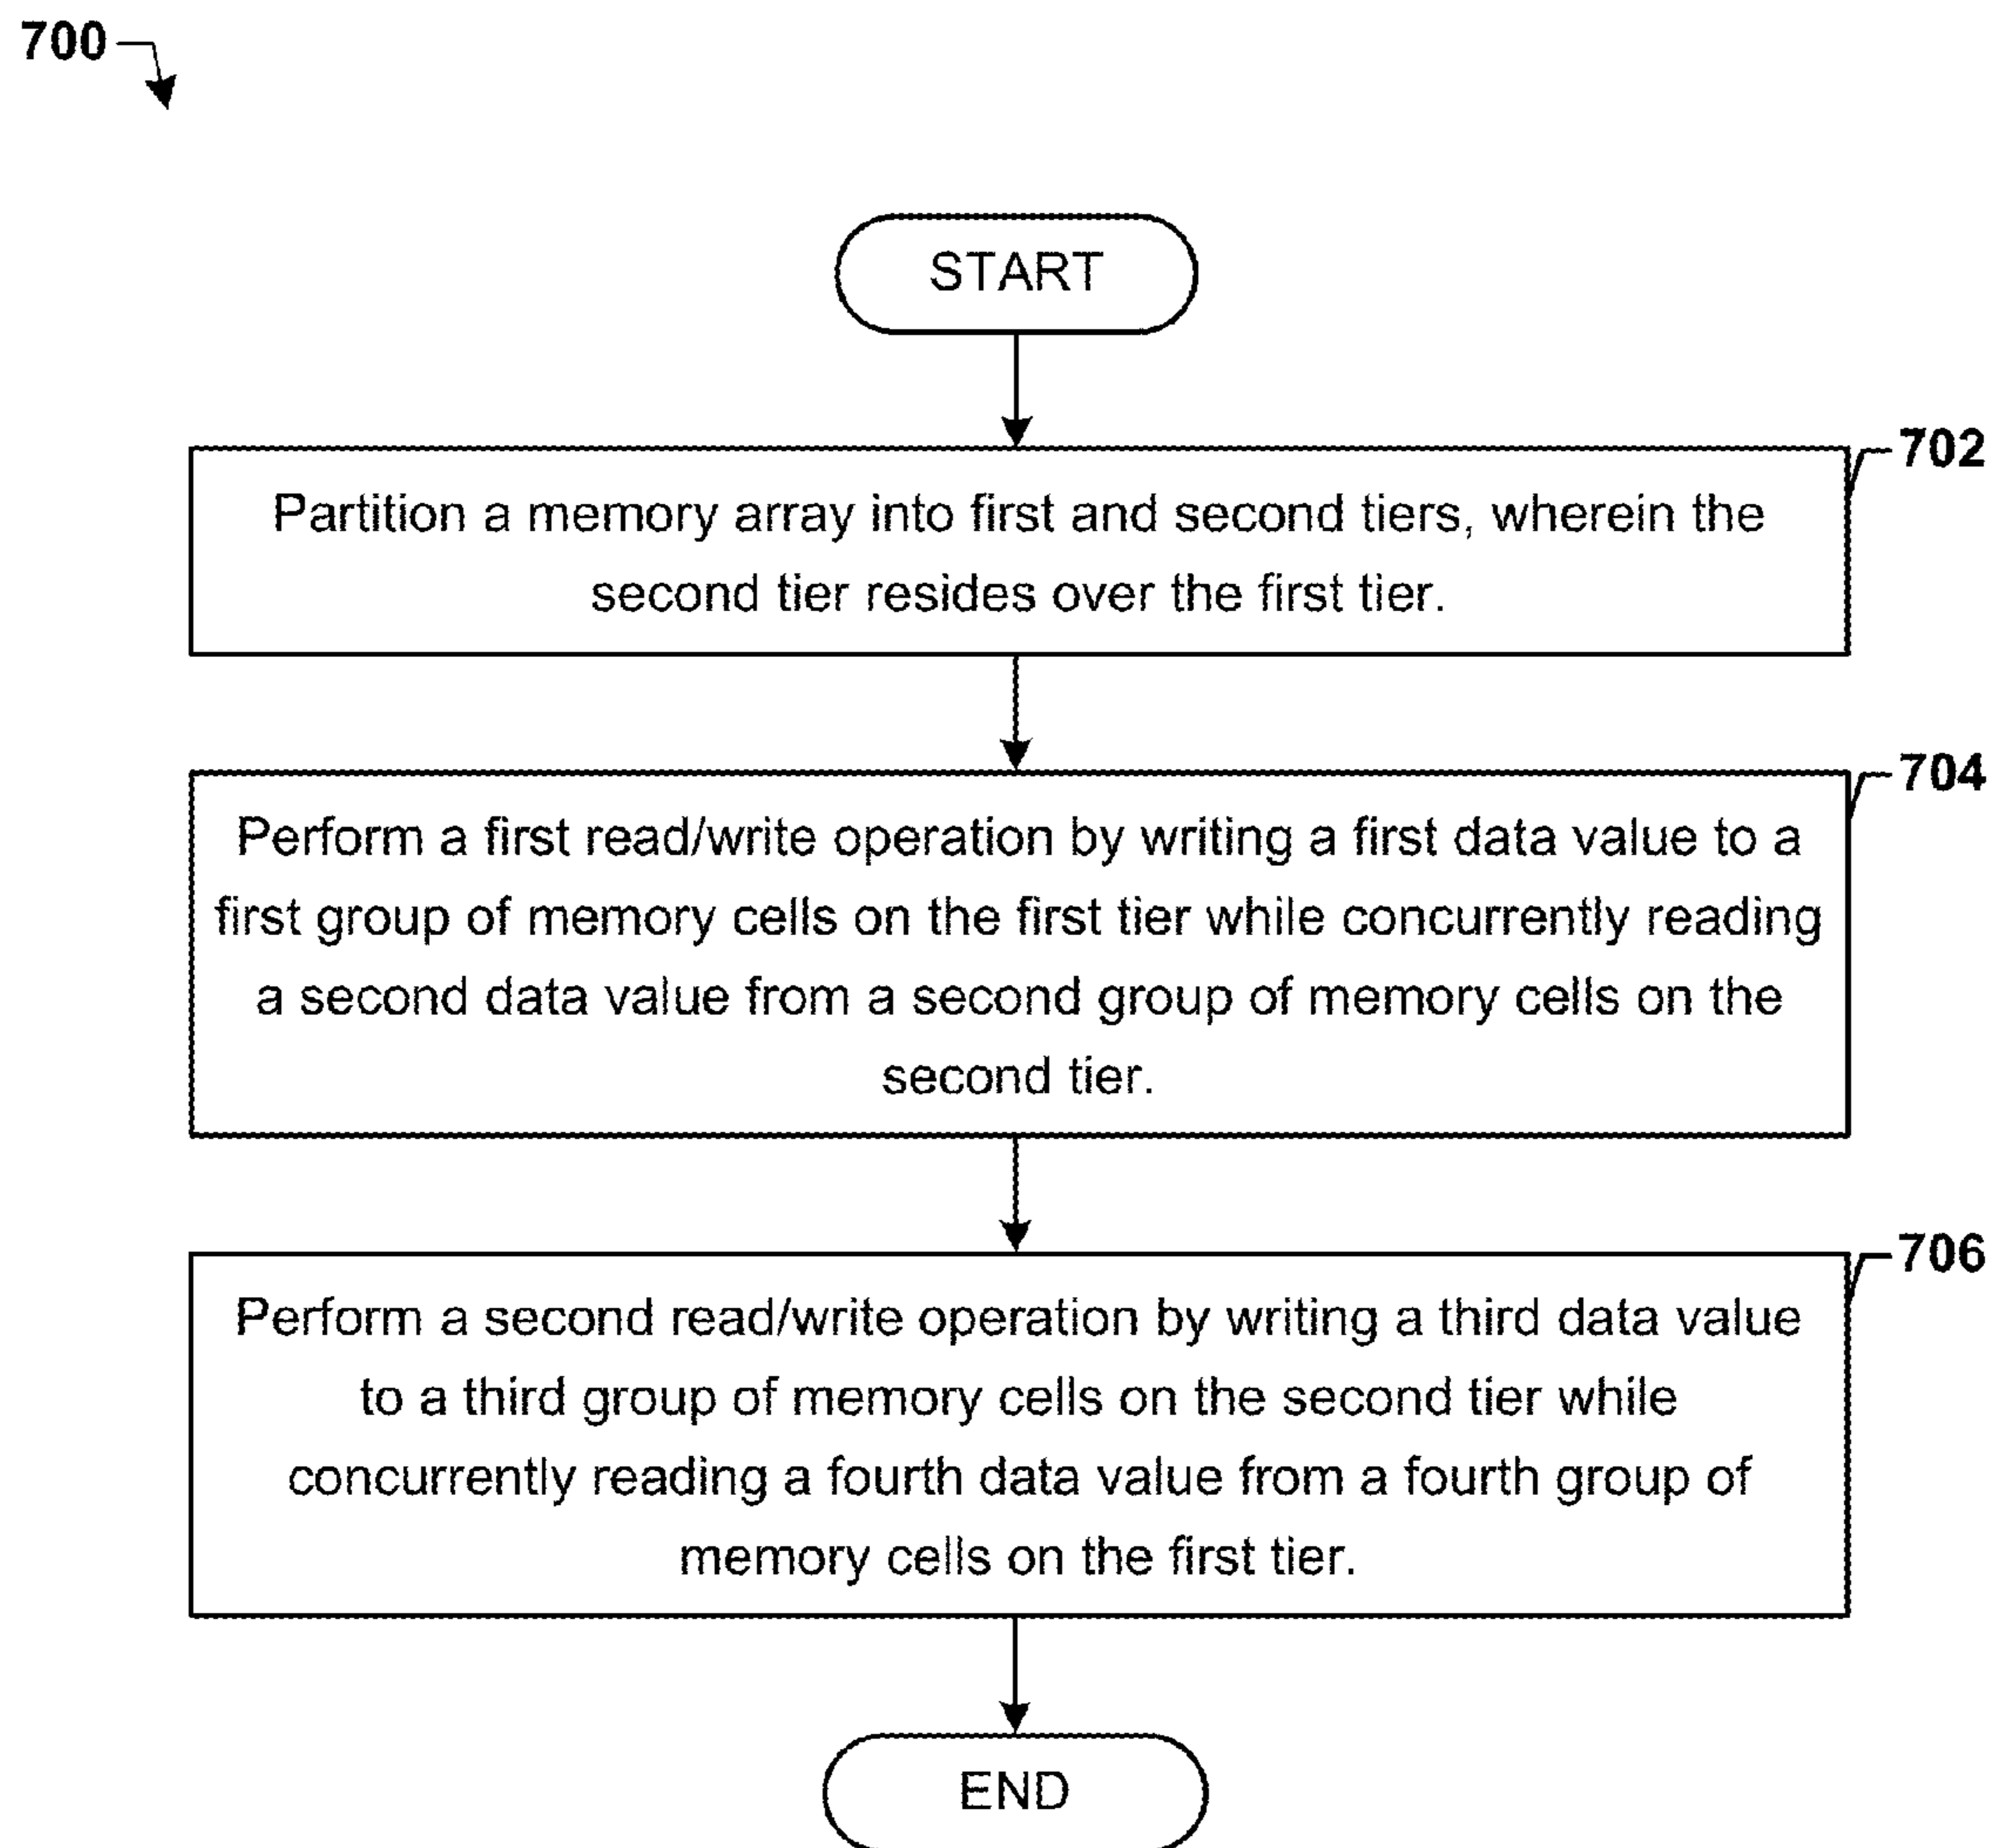 700
START
702
Partition a memory array into first and second tiers, wherein the
second tier resides over the first tier.
704
Perform a first read/write operation by writing a first data value to a
first group of memory cells on the first tier while concurrently reading
a second data value from a second group of memory cells on the
second tier.
706
Perform a second read/write operation by writing a third data value
to a third group of memory cells on the second tier while
concurrently reading a fourth data value from a fourth group of
memory cells on the first tier.
END